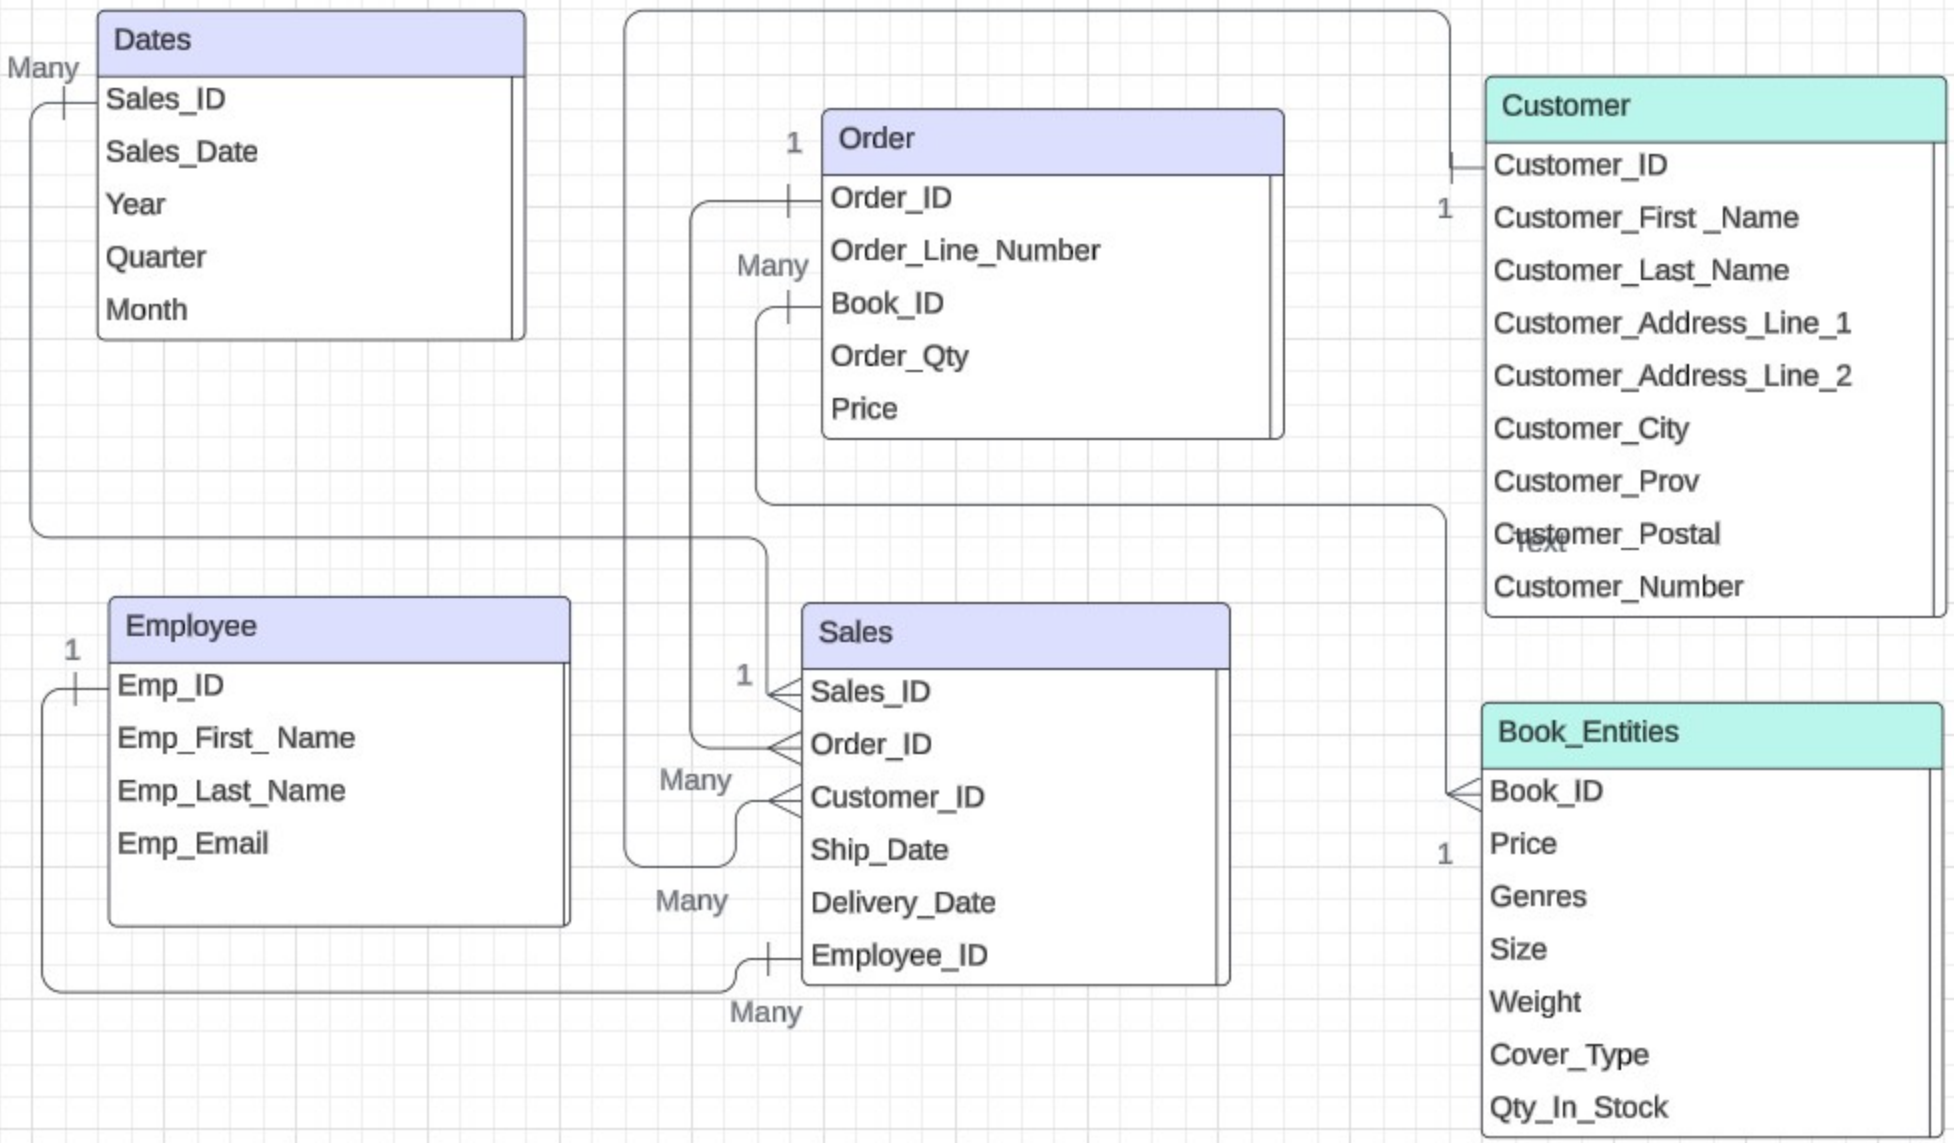 Dates
Many
Sales_ID
Sales_Date
Year
Quarter
Month
1
Order
Order_ID
Order_Line_Number
Many
Book_ID
Order_Qty
Price
Customer
Customer_ID
1
Customer_First _Name
Customer_Last_Name
Customer_Address_Line_1
Customer_Address_Line_2
Customer_City
Customer_Prov
Customer_Postal
Text
Customer_Number
Employee
1
Emp_ID
Emp_First_ Name
Emp_Last_Name
Emp_Email
Sales
1
Sales_ID
Order_ID
Many
Customer_ID
Ship_Date
Many
Delivery_Date
Employee_ID
Many
Book_Entities
Book_ID
1
Price
Genres
Size
Weight
Cover_Type
Qty_In_Stock